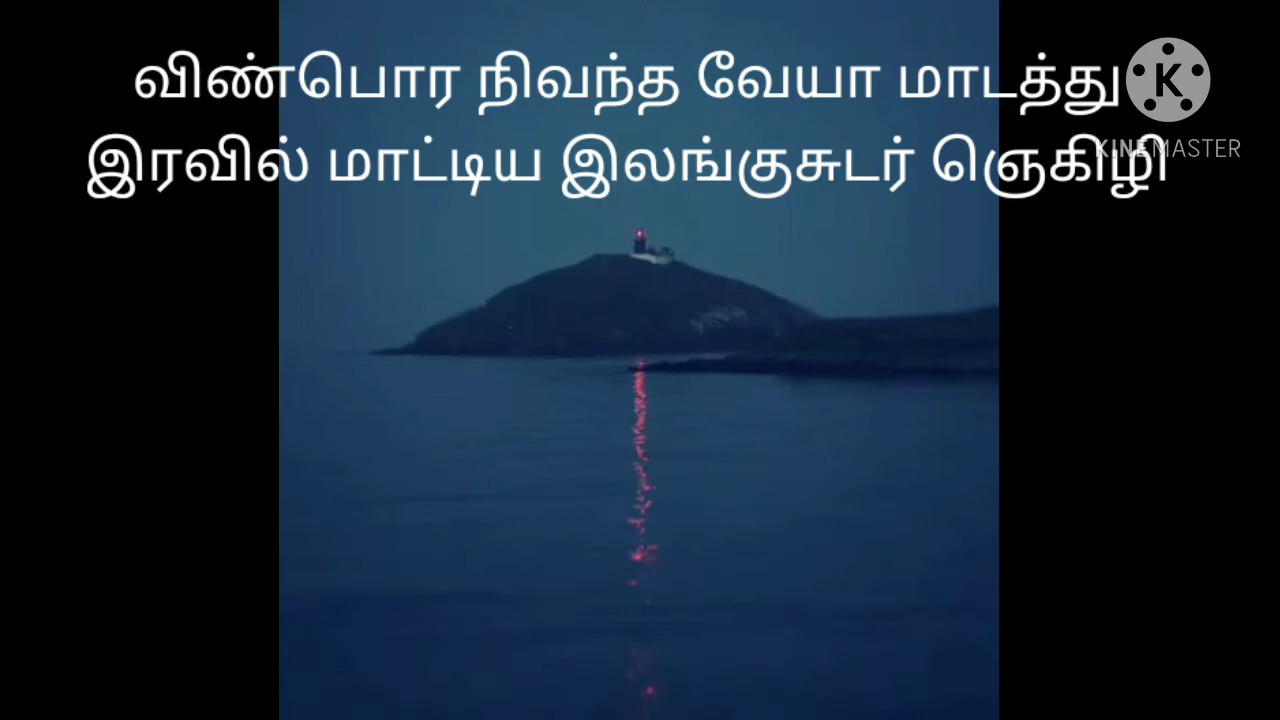 விண்பொர நிவந்த வேயா மாடத்து
இரவில் மாட்டிய இலங்குசுடர் ஞெகிழி
K
KINEMASTER